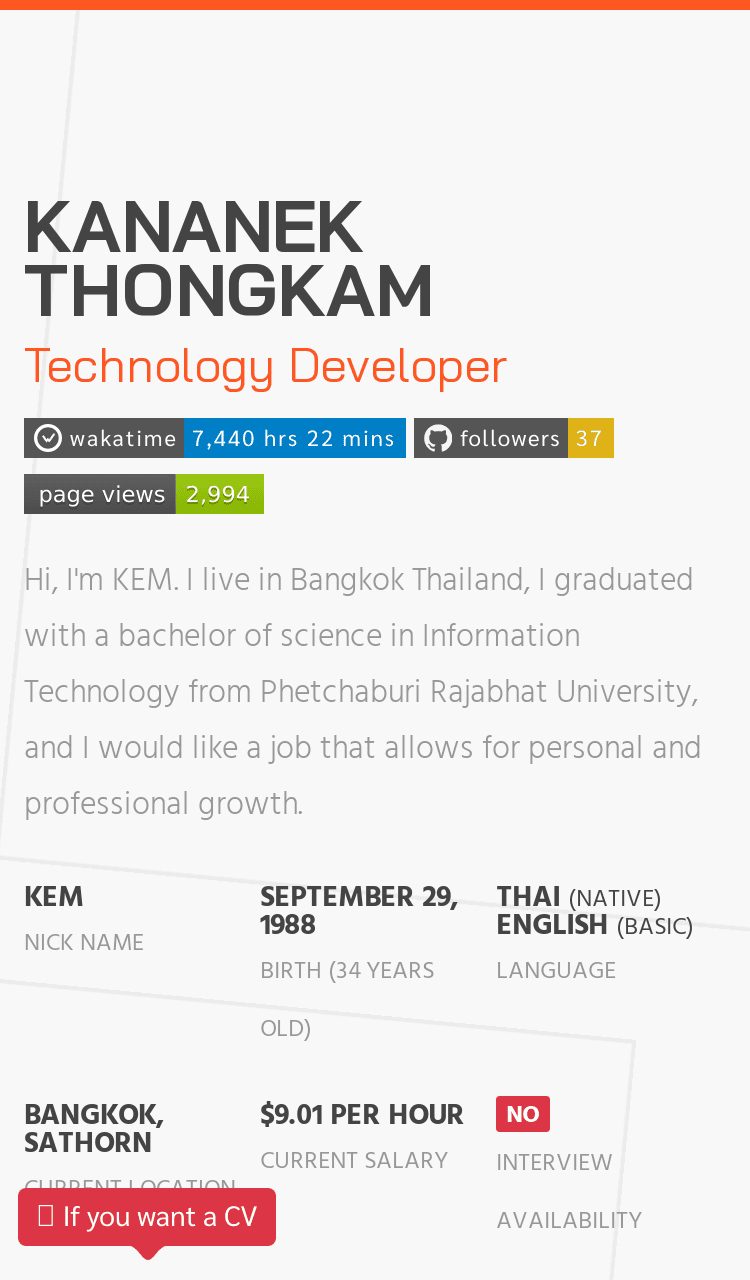 KANANEK
THONGKAM
Technology Developer
wakatime 7,440 hrs 22 mins followers 37
page views 2,994
Hi, I'm KEM. I live in Bangkok Thailand, I graduated
with a bachelor of science in Information
Technology from Phetchaburi Rajabhat University,
and I would like a job that allows for personal and
professional growth.
KEM
NICK NAME
SEPTEMBER 29,
1988
BIRTH (34 YEARS
OLD)
THAI (NATIVE)
ENGLISH (BASIC)
LANGUAGE
BANGKOK,
SATHORN
CURRENT LOCATION
$9.01 PER HOUR
CURRENT SALARY
NO
INTERVIEW
AVAILABILITY
If you want a CV